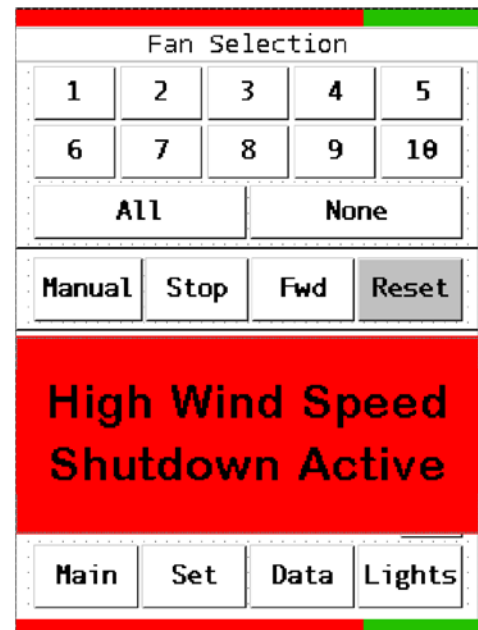 Fan Selection
1 2 3 4 5
6 7 8 9 10
All None
Manual Stop Fwd Reset
High Wind Speed
Shutdown Active
Main Set Data Lights